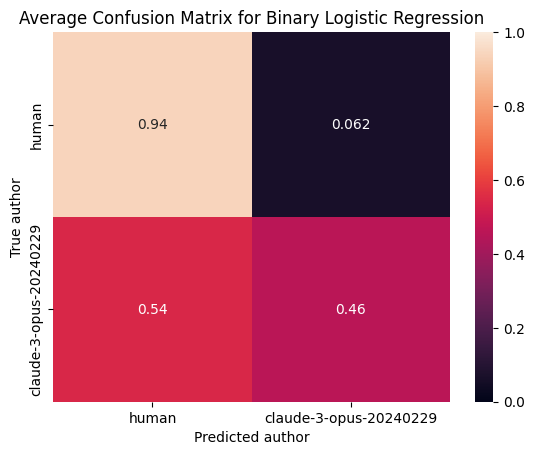 Average Confusion Matrix for Binary Logistic Regression
True author
human
claude-3-opus-20240229
0.94
0.062
0.54
0.46
human
claude-3-opus-20240229
Predicted author
1.0
0.8
0.6
0.4
0.2
0.0